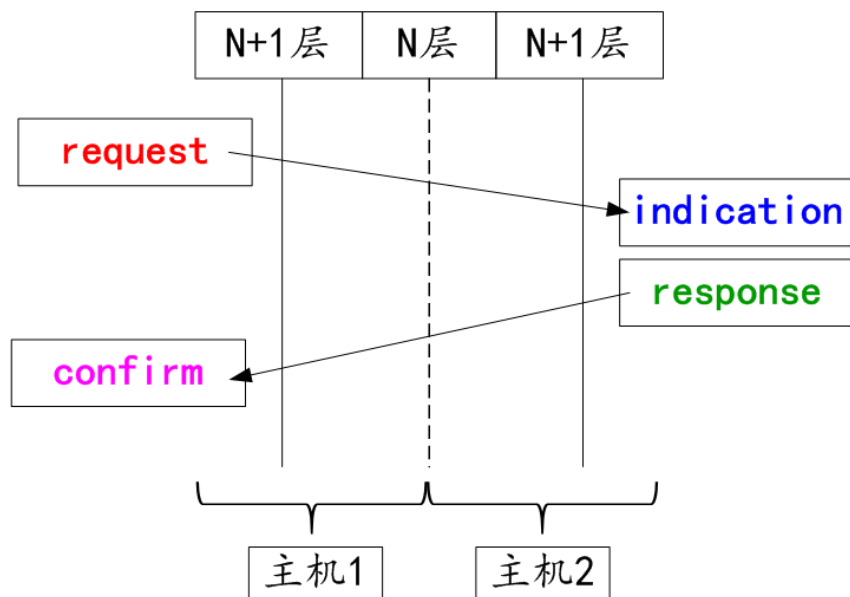 N+1层 N层 N+1层
request
indication
response
confirm
主机1 主机2